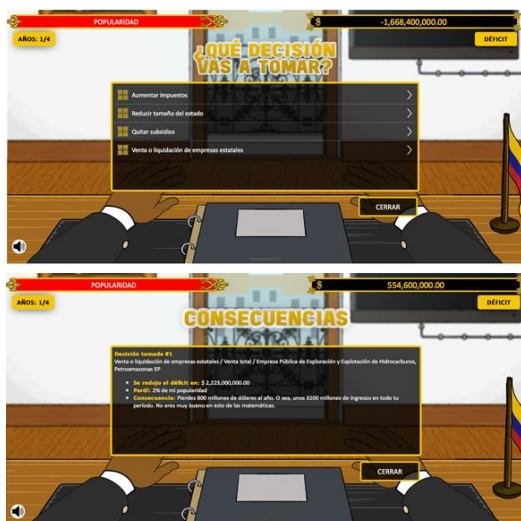 POPULARIDAD
$ -1,668,400,000.00
AÑOS: 1/4
DÉFICIT
¿QUÉ DECISIÓN
VAS A TOMAR?
Aumentar impuestos
Reducir tamaño del estado
Quitar subsidios
Venta o liquidación de empresas estatales
CERRAR
POPULARIDAD
$ 554,600,000.00
AÑOS: 1/4
DÉFICIT
CONSECUENCIAS
Decisión tomada #1
Venta o liquidación de empresas estatales / Venta total / Empresa Pública de Exploración y Explotación de Hidrocarburos,
Petroamazonas EP
• Se redujo el déficit en: $ 2,223,000,000.00
• Perdí: 2% de mi popularidad
• Consecuencia: Pierdes 800 millones de dólares al año. O sea, unos 3200 millones de ingresos en todo tu
período. No eres muy bueno en esto de las matemáticas.
CERRAR